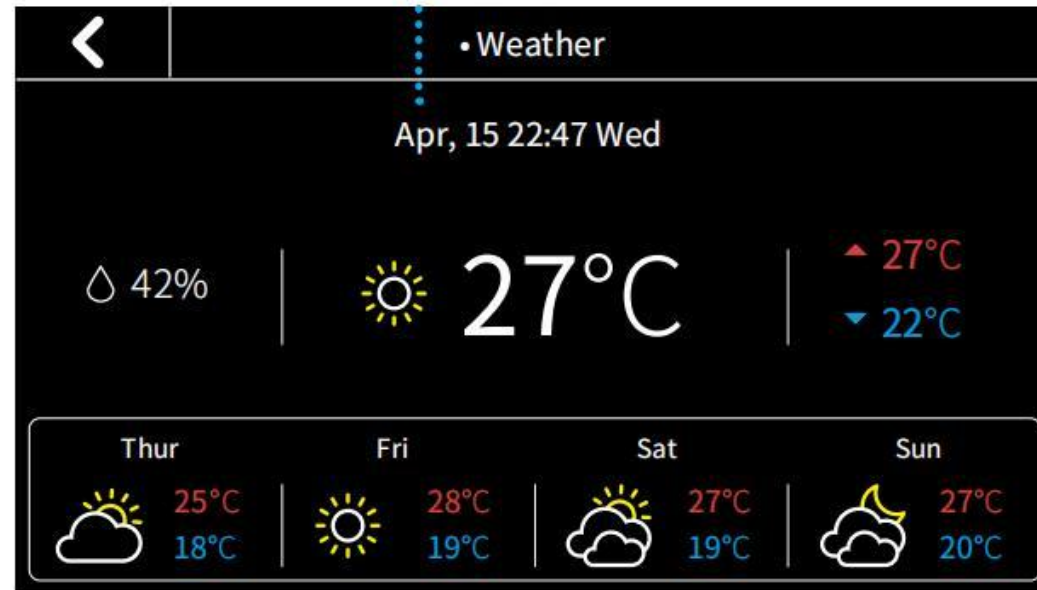 • Weather
Apr, 15 22:47 Wed
42%
27°C
27°C
22°C
Thur
25°C
18°C
Fri
28°C
19°C
Sat
27°C
19°C
Sun
27°C
20°C